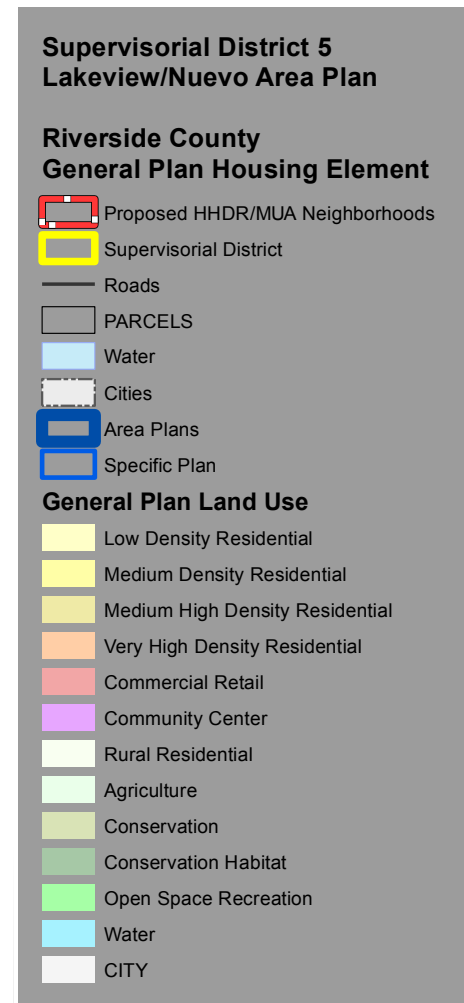 Supervisorial District 5
Lakeview/Nuevo Area Plan
Riverside County
General Plan Housing Element
Proposed HHDR/MUA Neighborhoods
Supervisorial District
Roads
PARCELS
Water
Cities
Area Plans
Specific Plan
General Plan Land Use
Low Density Residential
Medium Density Residential
Medium High Density Residential
Very High Density Residential
Commercial Retail
Community Center
Rural Residential
Agriculture
Conservation
Conservation Habitat
Open Space Recreation
Water
CITY